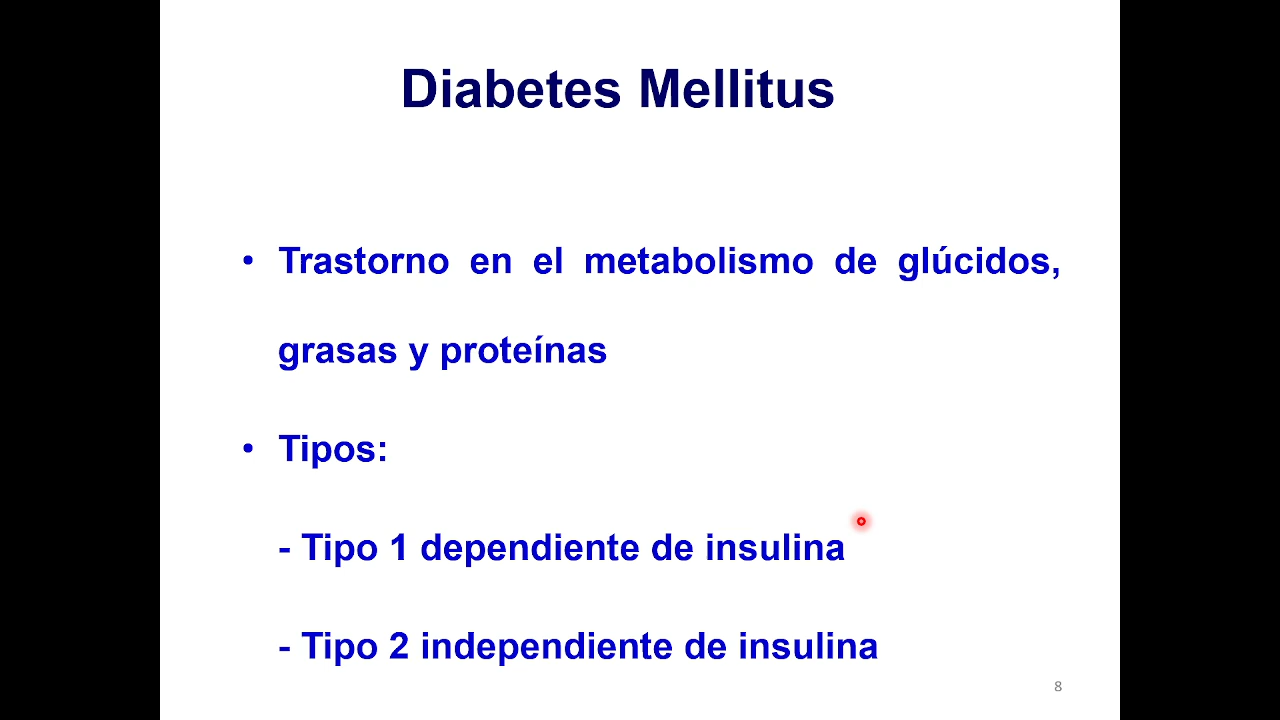 Diabetes Mellitus
• Trastorno en el metabolismo de glúcidos,
grasas y proteínas
• Tipos:
- Tipo 1 dependiente de insulina
- Tipo 2 independiente de insulina
8